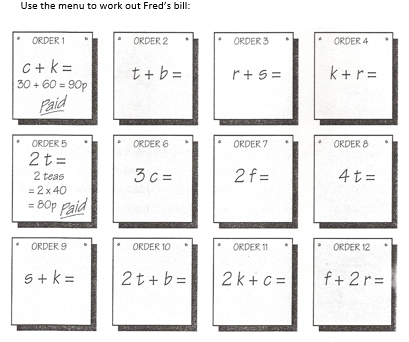 Use the menu to work out Fred's bill:
ORDER 1
c + k =
30 + 60 = 90p
Paid
ORDER 2
t + b =
ORDER 3
r + s =
ORDER 4
k + r =
ORDER 5
2t =
2 teas
= 2 x 40
= 80p Paid
ORDER 6
3c =
ORDER 7
2f =
ORDER 8
4t =
ORDER 9
s + k =
ORDER 10
2t + b =
ORDER 11
2k + c =
ORDER 12
f + 2r =